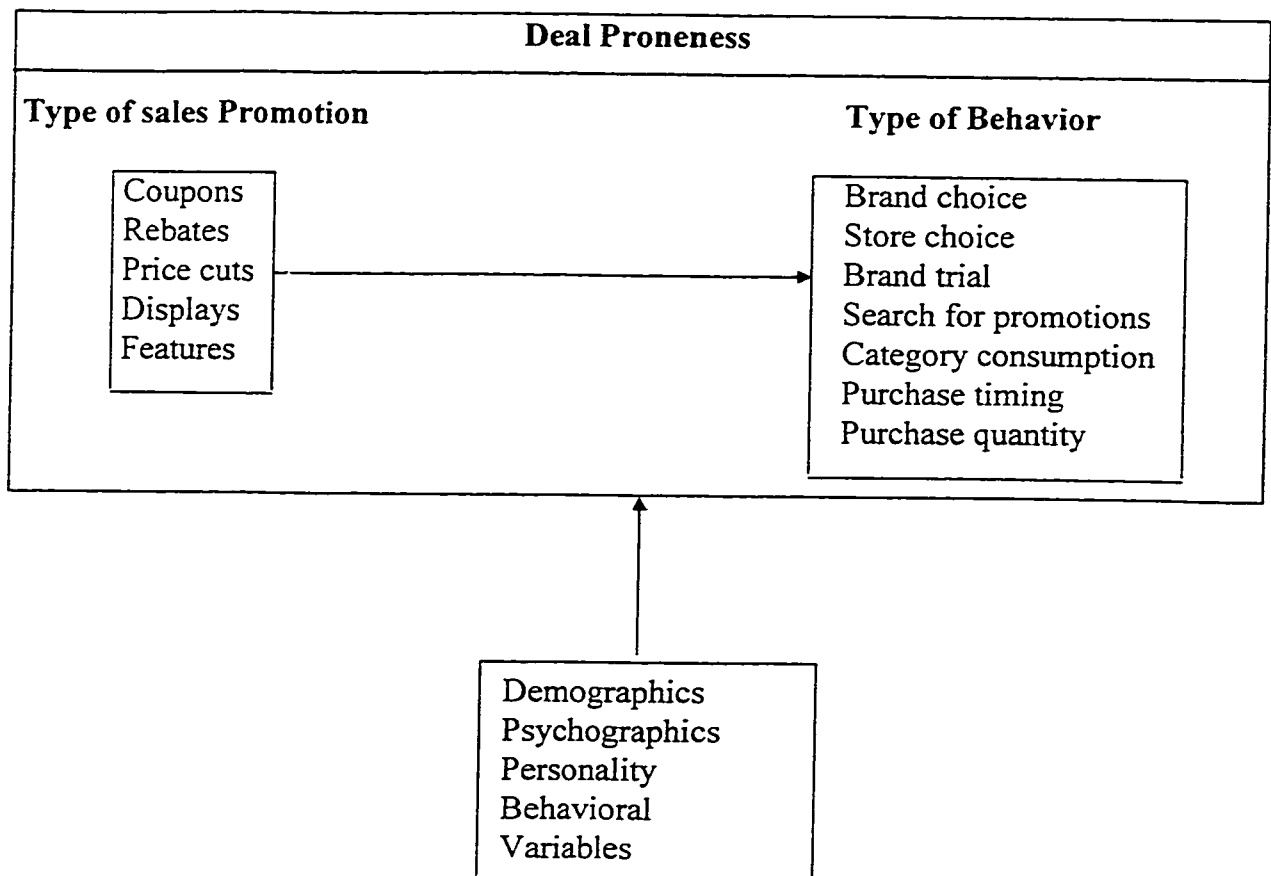 Deal Proneness
Type of sales Promotion
Coupons
Rebates
Price cuts
Displays
Features
Type of Behavior
Brand choice
Store choice
Brand trial
Search for promotions
Category consumption
Purchase timing
Purchase quantity
Demographics
Psychographics
Personality
Behavioral
Variables